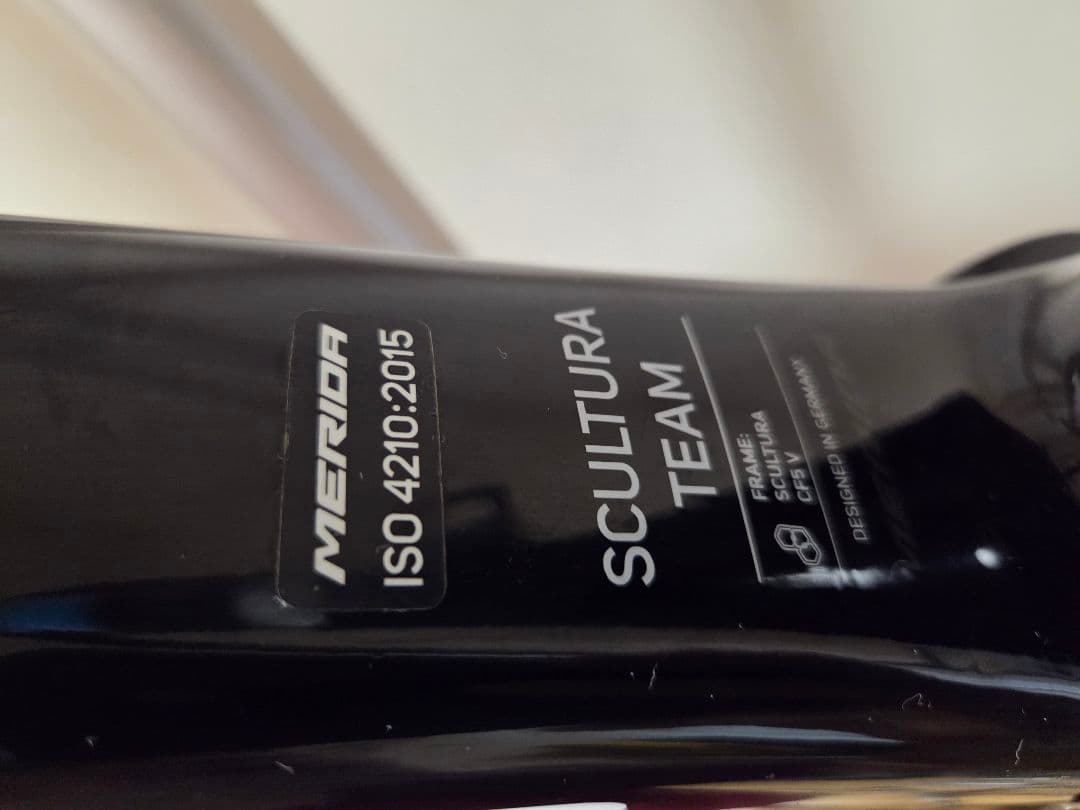 MERIDA
ISO 4210:2015
SCULTURA
TEAM
FRAME:
SCULTURA
CF5 V
DESIGNED IN GERMANY